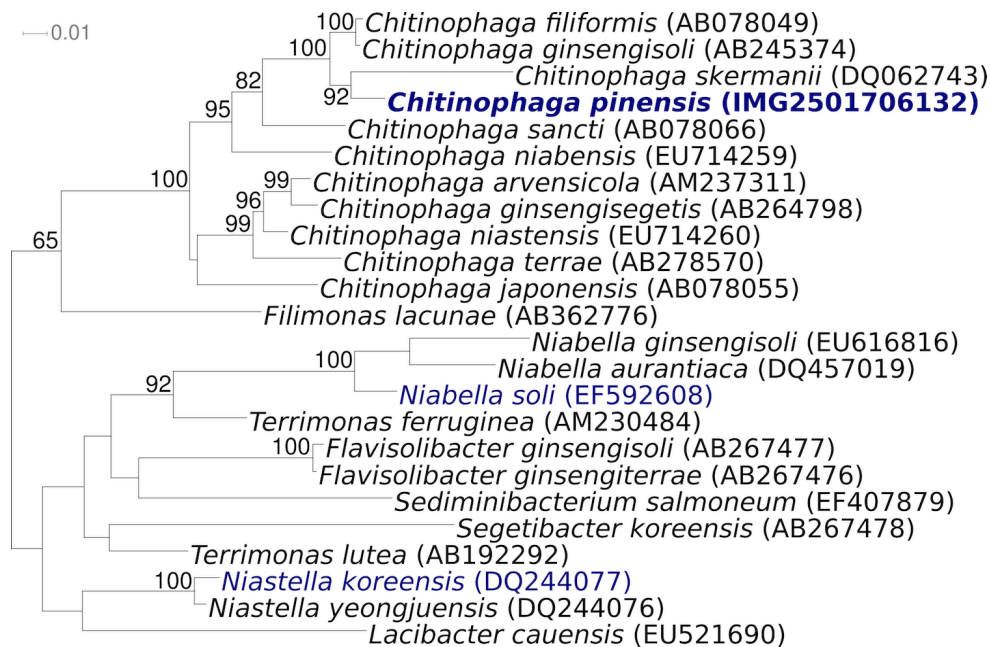 0.01
100
Chitinophaga filiformis (AB078049)
100
Chitinophaga ginsengisoli (AB245374)
82
Chitinophaga skermanii (DQ062743)
92
Chitinophaga pinensis (IMG2501706132)
95
Chitinophaga sancti (AB078066)
Chitinophaga niabensis (EU714259)
100
99
Chitinophaga arvensicola (AM237311)
96
Chitinophaga ginsengisegetis (AB264798)
99
Chitinophaga niastensis (EU714260)
65
Chitinophaga terrae (AB278570)
Chitinophaga japonensis (AB078055)
Filimonas lacunae (AB362776)
Niabella ginsengisoli (EU616816)
100
Niabella aurantiaca (DQ457019)
92
Niabella soli (EF592608)
Terrimonas ferruginea (AM230484)
100
Flavisolibacter ginsengisoli (AB267477)
Flavisolibacter ginsengiterrae (AB267476)
Sediminibacterium salmoneum (EF407879)
Segetibacter koreensis (AB267478)
Terrimonas lutea (AB192292)
100
Niastella koreensis (DQ244077)
Niastella yeongjuensis (DQ244076)
Lacibacter cauensis (EU521690)